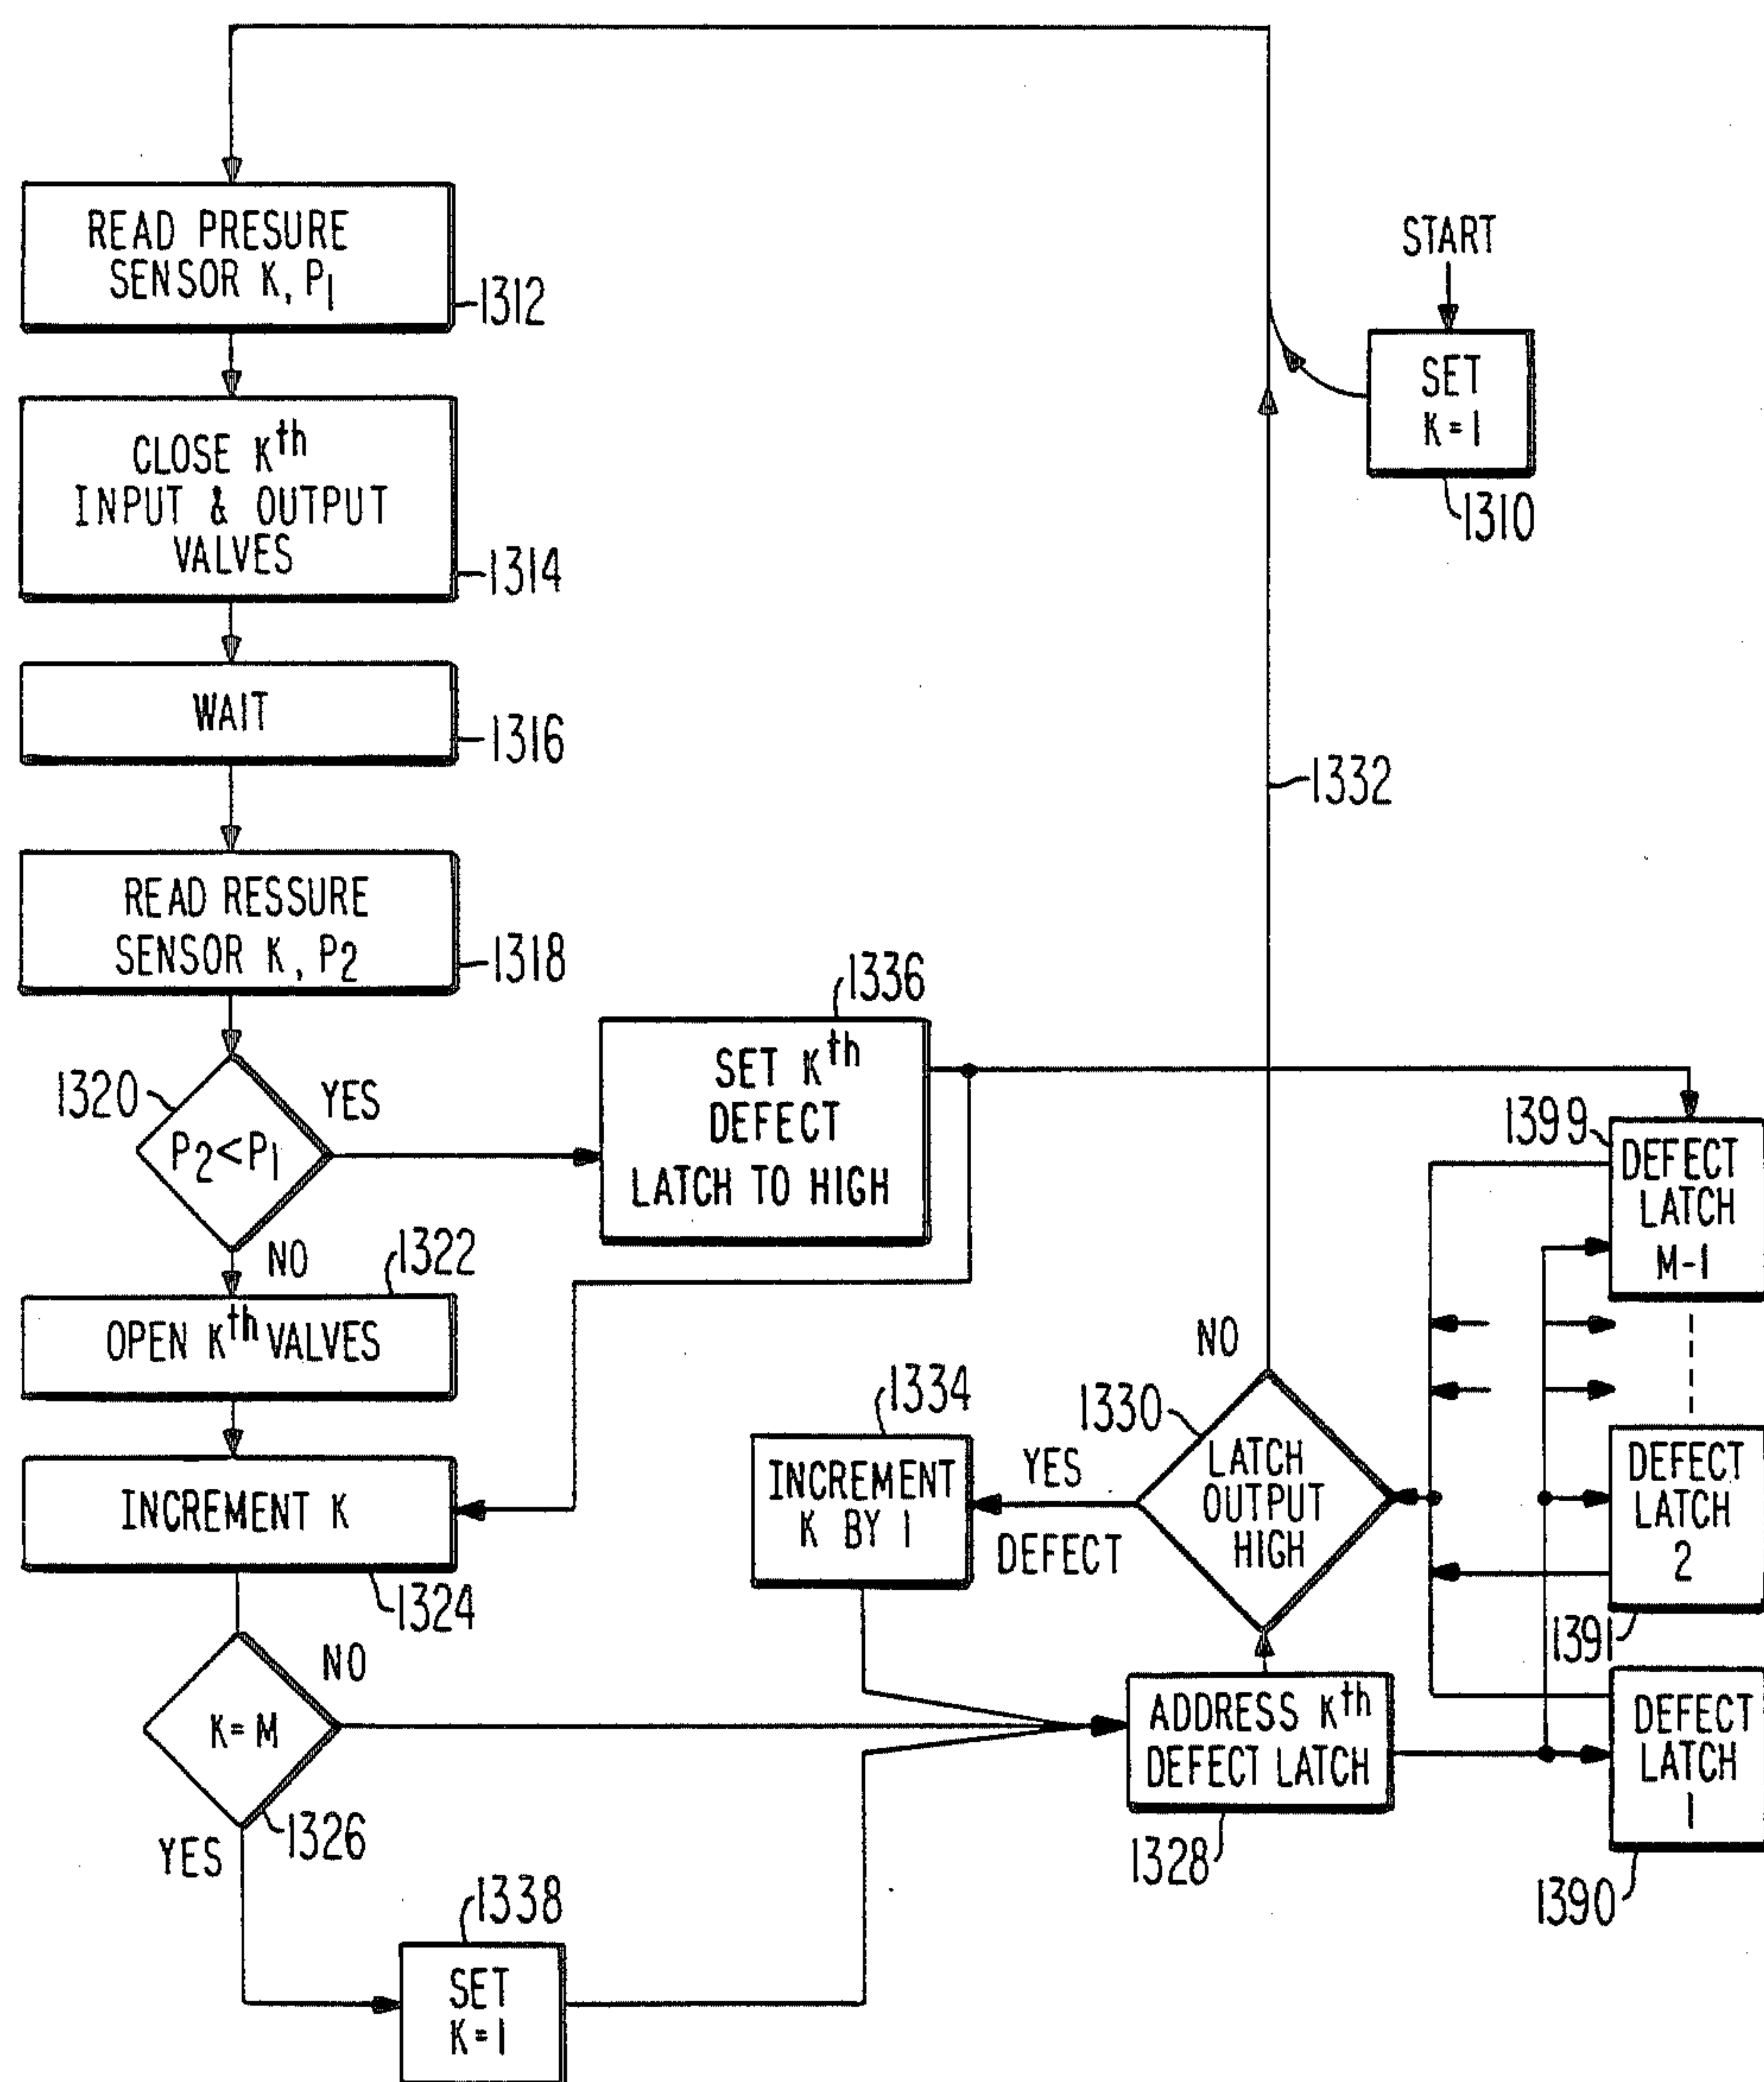 START
SET
K=1
1310
READ PRESURE
SENSOR K, P1
1312
CLOSE Kth
INPUT & OUTPUT
VALVES
1314
WAIT
1316
READ RESSURE
SENSOR K, P2
1318
1320
P2<P1
YES
NO
1336
SET Kth
DEFECT
LATCH TO HIGH
1322
OPEN Kth VALVES
INCREMENT K
1324
K=M
NO
YES
1326
1338
SET
K=1
1334
INCREMENT
K BY 1
YES
DEFECT
1330
LATCH
OUTPUT
HIGH
NO
1332
ADDRESS Kth
DEFECT LATCH
1328
1399
DEFECT
LATCH
M-1
DEFECT
LATCH
2
1391
DEFECT
LATCH
1
1390